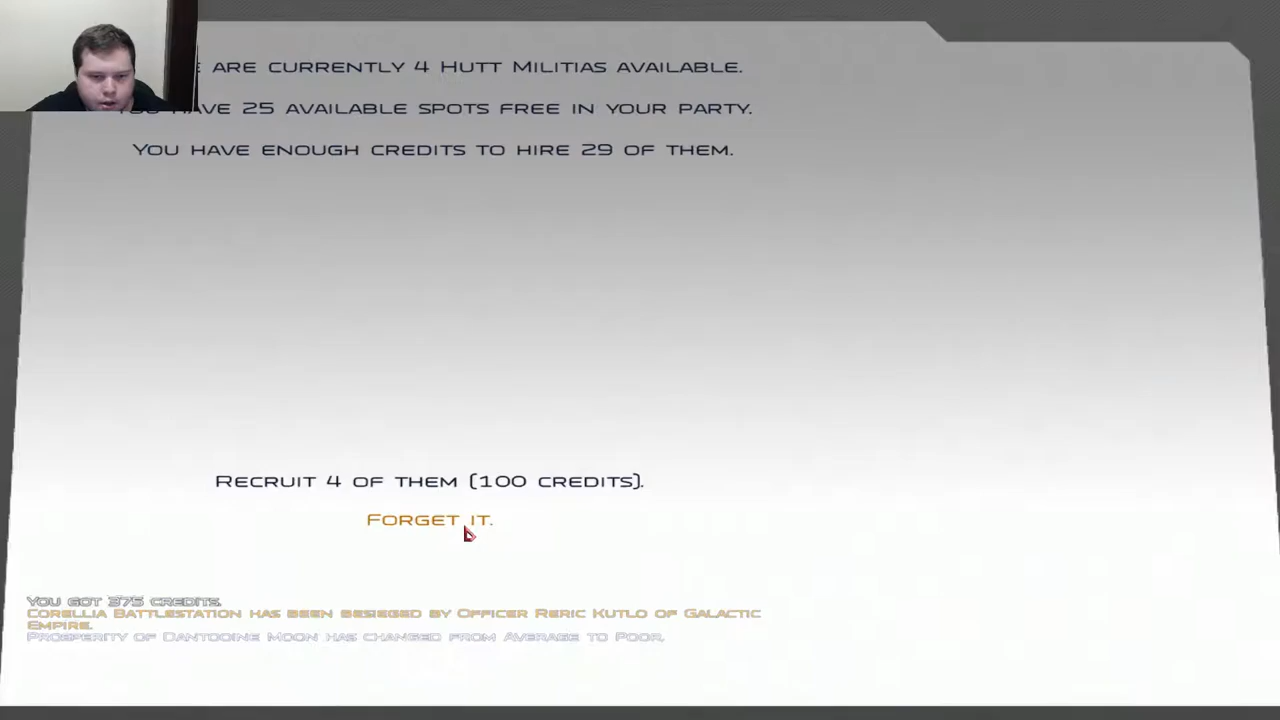 ARE CURRENTLY 4 HUTT MILITIAS AVAILABLE.
HAVE 25 AVAILABLE SPOTS FREE IN YOUR PARTY.
YOU HAVE ENOUGH CREDITS TO HIRE 29 OF THEM.
RECRUIT 4 OF THEM (100 CREDITS).
FORGET IT.
YOU GOT 375 CREDITS.
CORELLIA BATTLESTATION HAS BEEN BESIEGED BY OFFICER RERIC KUTLO OF GALACTIC
EMPIRE.
PROSPERITY OF DANTOOINE MOON HAS CHANGED FROM AVERAGE TO POOR.